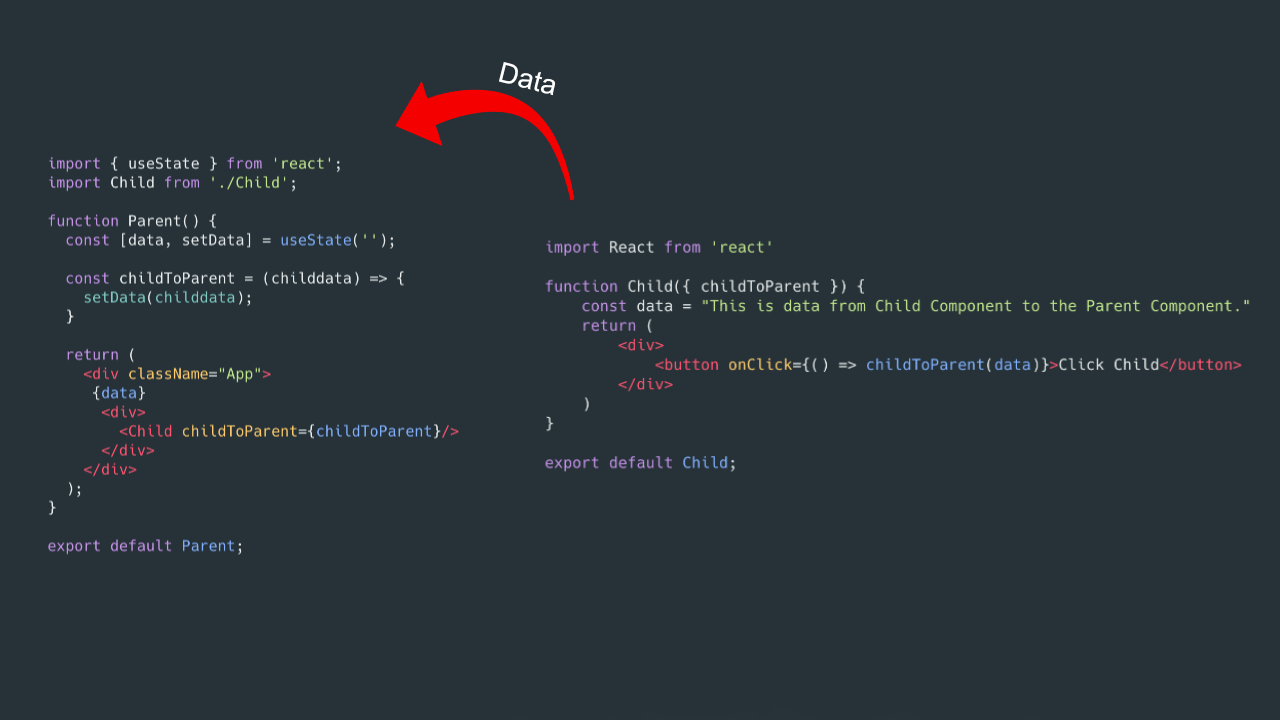 Data
import { useState } from 'react';
import Child from './Child';
function Parent() {
const [data, setData] = useState('');
const childToParent = (childdata) => {
setData(childdata);
}
return (
<div className="App">
{data}
<div>
<Child childToParent={childToParent}/>
</div>
</div>
);
}
export default Parent;
import React from 'react'
function Child({ childToParent }) {
const data = "This is data from Child Component to the Parent Component."
return (
<div>
<button onClick={() => childToParent(data)}>Click Child</button>
</div>
)
}
export default Child;